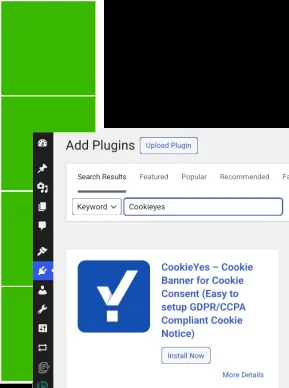 Add Plugins Upload Plugin
Search Results Featured Popular Recommended
Keyword Cookieyes
CookieYes – Cookie
Banner for Cookie
Consent (Easy to
setup GDPR/CCPA
Compliant Cookie
Notice)
Install Now
More Details